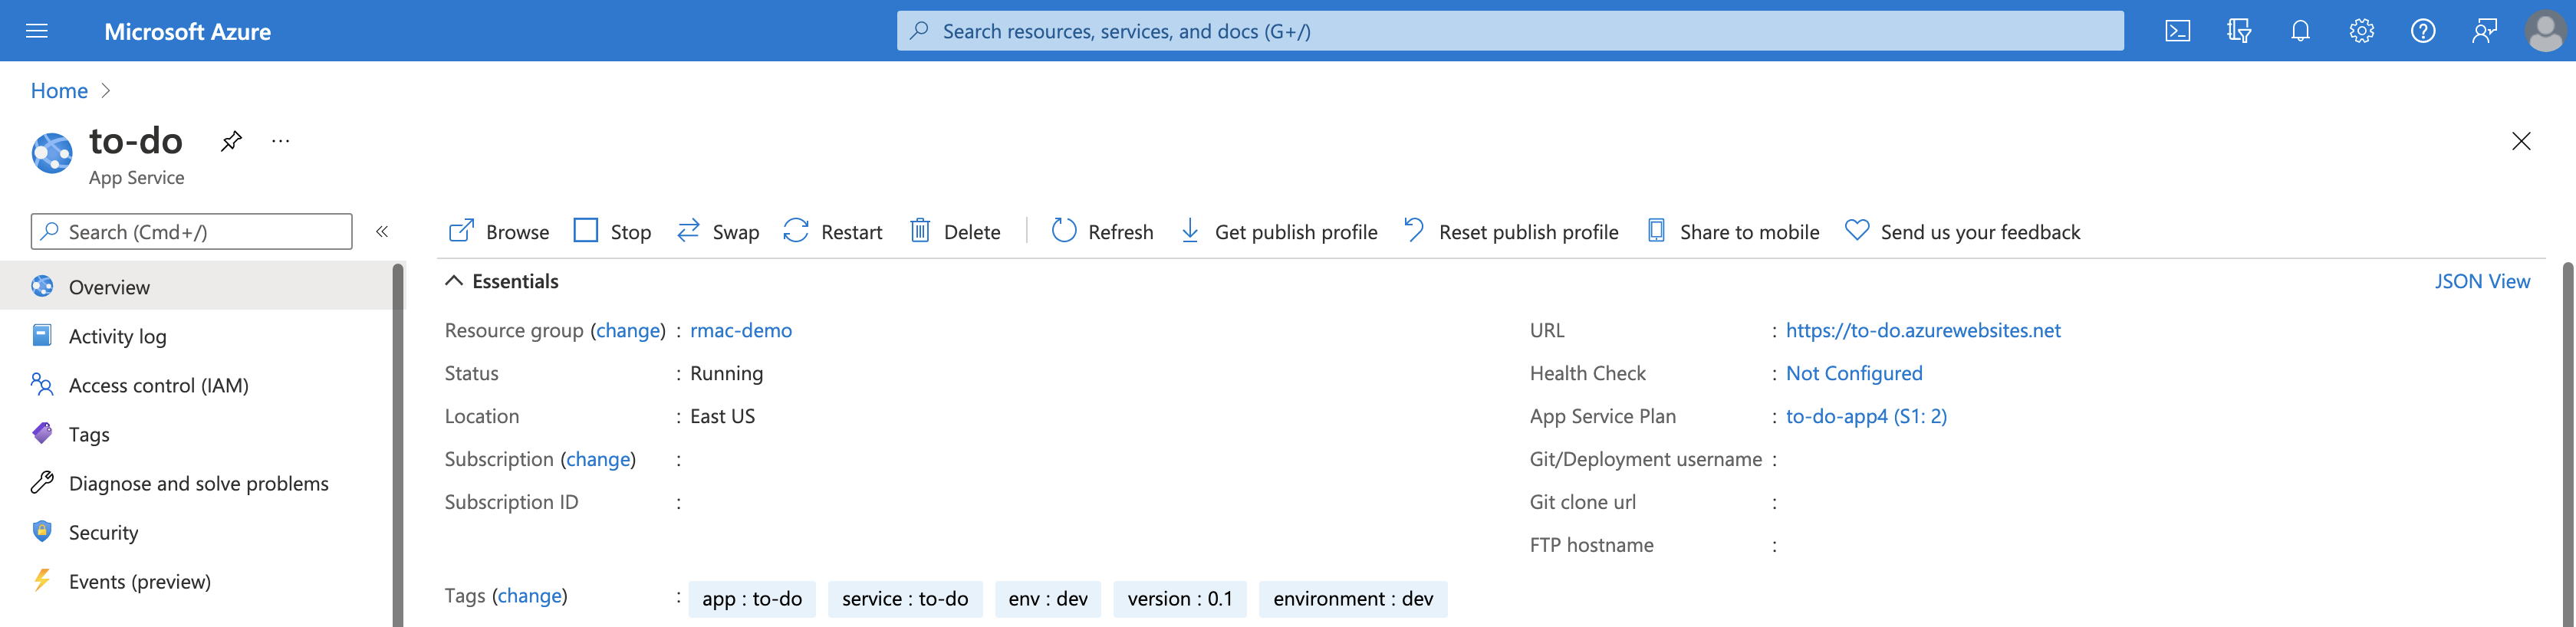 Microsoft Azure
Search resources, services, and docs (G+/)
Home
to-do
...
App Service
Search (Cmd+/)
Browse Stop Swap Restart Delete Refresh Get publish profile Reset publish profile Share to mobile Send us your feedback
Overview
Activity log
Access control (IAM)
Tags
Diagnose and solve problems
Security
Events (preview)
Essentials
JSON View
Resource group (change) : rmac-demo
Status : Running
Location : East US
Subscription (change) :
Subscription ID :
URL : https://to-do.azurewebsites.net
Health Check : Not Configured
App Service Plan : to-do-app4 (S1: 2)
Git/Deployment username :
Git clone url :
FTP hostname :
Tags (change) : app : to-do service : to-do env : dev version : 0.1 environment : dev